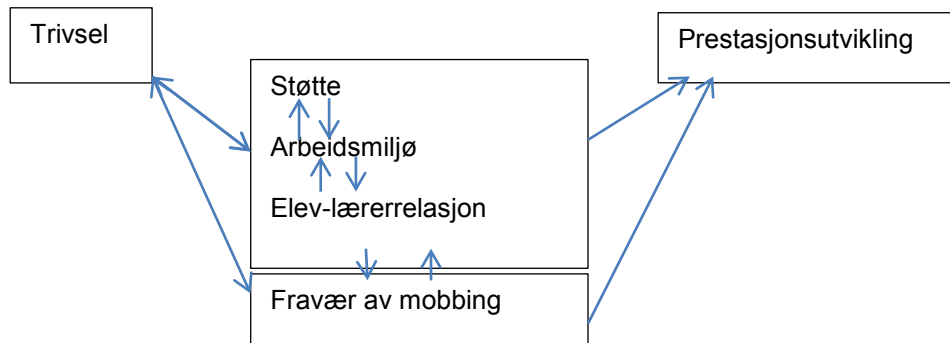 Trivsel
Prestasjonsutvikling
Støtte
Arbeidsmiljø
Elev-lærerrelasjon
Fravær av mobbing